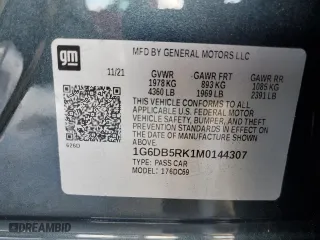 gm
MFD BY GENERAL MOTORS LLC
11/21 GVWR GAWR FRT GAWR RR
1978 KG 893 KG 1085 KG
4360 LB 1969 LB 2391 LB
THIS VEHICLE CONFORMS TO ALL APPLICABLE
U.S. FEDERAL MOTOR
VEHICLE SAFETY, BUMPER, AND THEFT
PREVENTION STANDARDS IN EFFECT
ON THE DATE OF MANUFACTURE SHOWN ABOVE.
1G6DB5RK1M0144307
TYPE: PASS CAR
MODEL: 176DC69
© DREAMBID